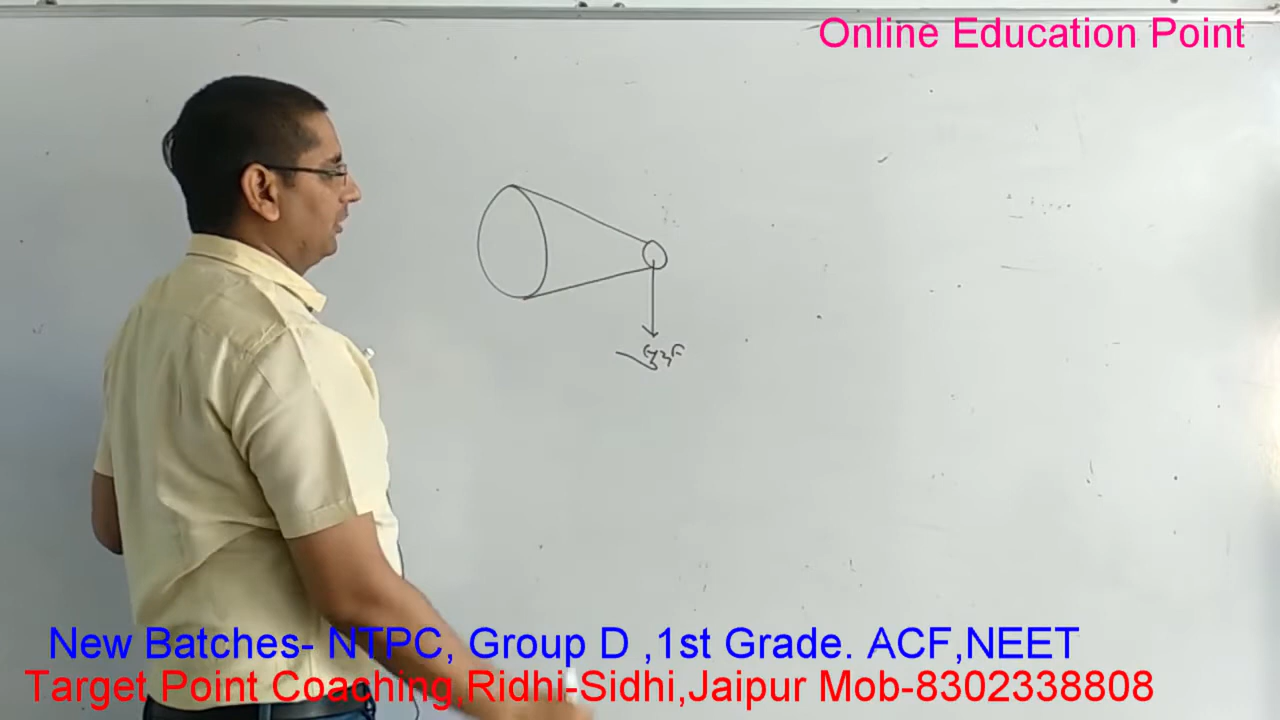 Online Education Point
New Batches- NTPC, Group D ,1st Grade. ACF,NEET
Target Point Coaching,Ridhi-Sidhi,Jaipur Mob-8302338808